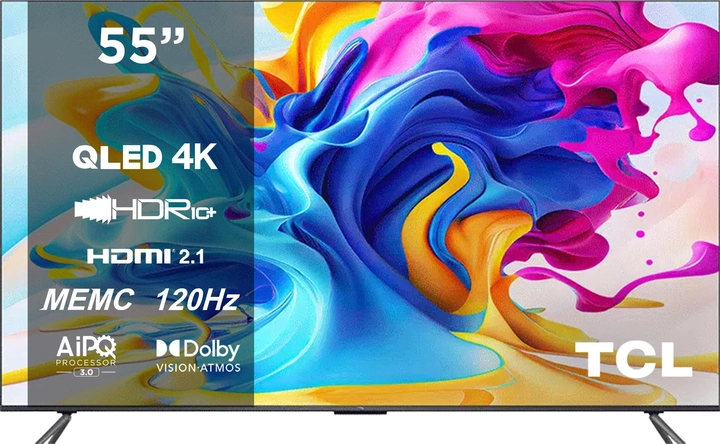 55”
QLED 4K
HDR10+
HDMI 2.1
MEMC 120Hz
AiPQ
PROCESSOR
3.0
Dolby
VISION·ATMOS
TCL